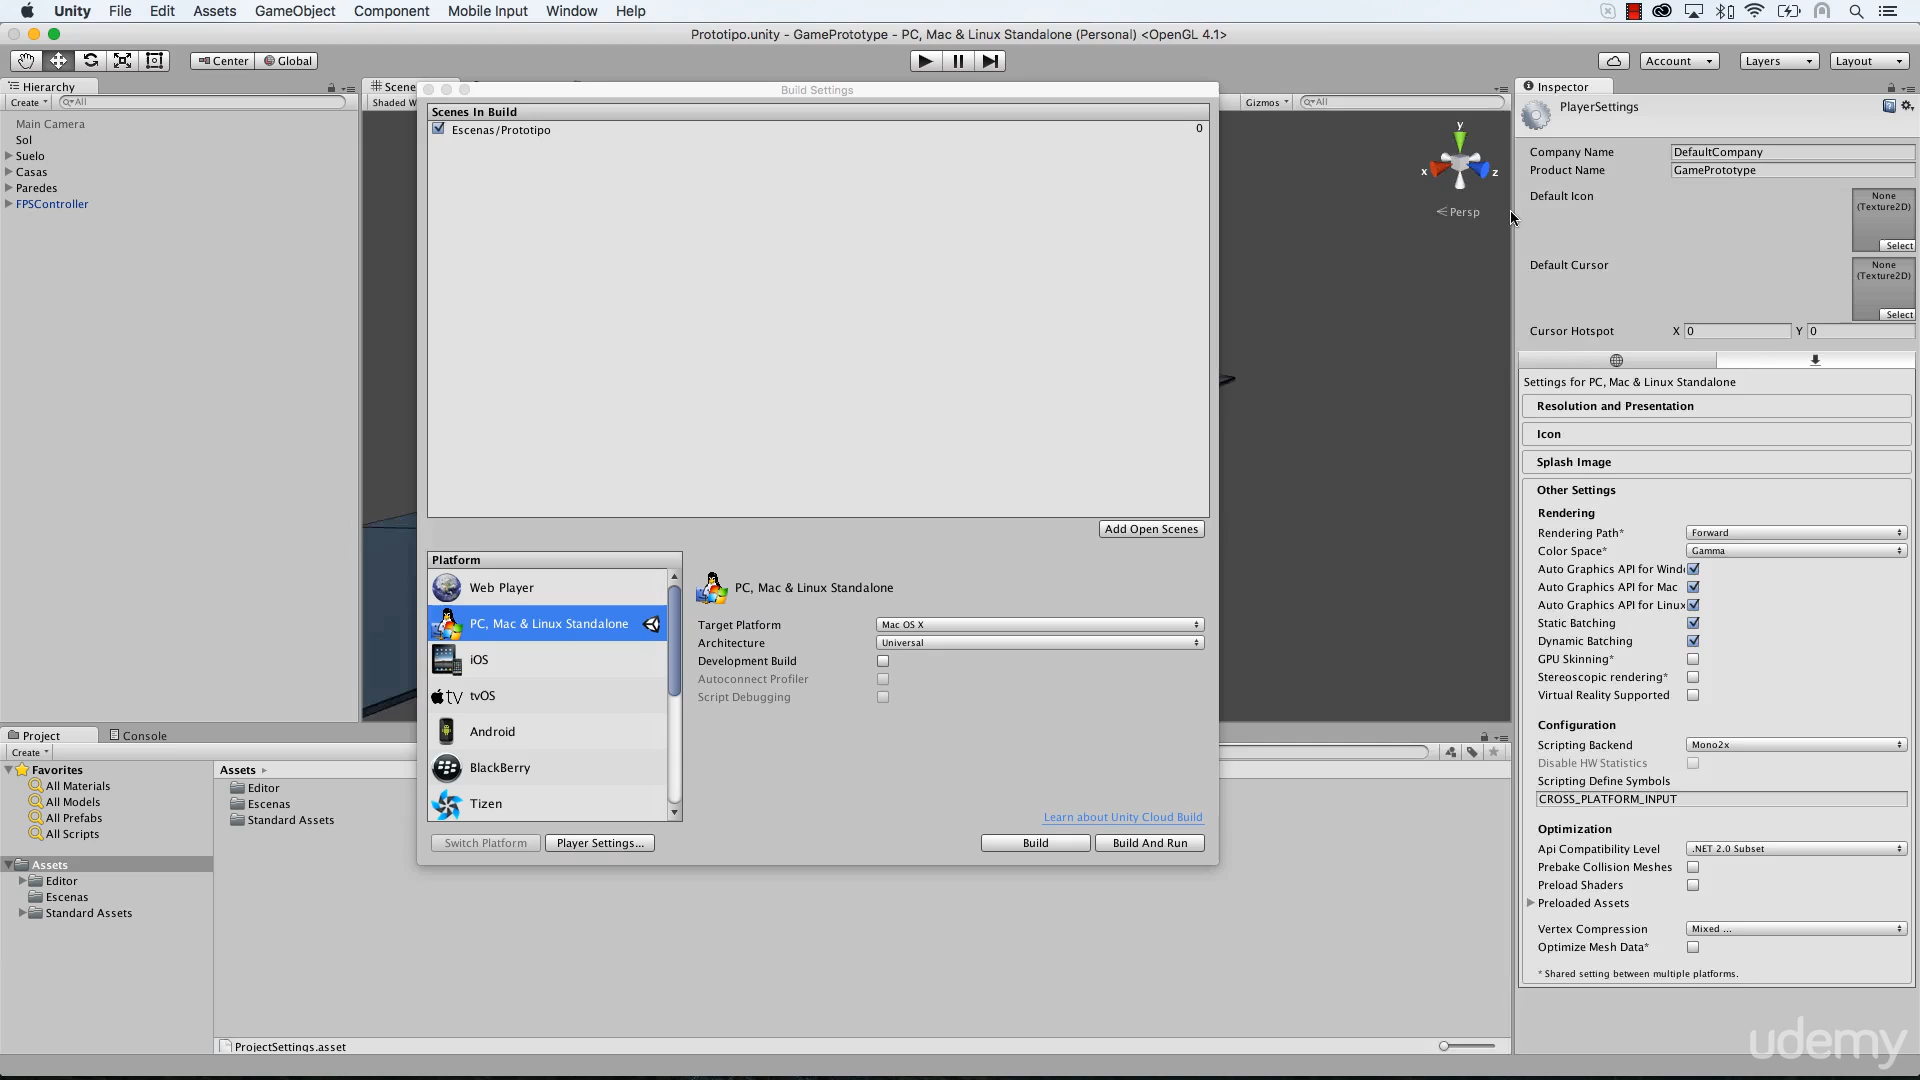 Unity File Edit Assets GameObject Component Mobile Input Window Help
Prototipo.unity - GamePrototype - PC, Mac & Linux Standalone (Personal) <OpenGL 4.1>
Center Global Account Layers Layout
Hierarchy
Create All
Main Camera
Sol
Suelo
Casas
Paredes
FPSController
Scene
Shaded W
Gizmos All
y
x
z
Persp
Build Settings
Scenes In Build
Escenas/Prototipo 0
Add Open Scenes
Platform
Web Player
PC, Mac & Linux Standalone
iOS
tv tvOS
Android
BlackBerry
Tizen
PC, Mac & Linux Standalone
Target Platform Mac OS X
Architecture Universal
Development Build
Autoconnect Profiler
Script Debugging
Learn about Unity Cloud Build
Switch Platform Player Settings... Build Build And Run
Project Console
Create
Favorites
All Materials
All Models
All Prefabs
All Scripts
Assets
Editor
Escenas
Standard Assets
Assets
Editor
Escenas
Standard Assets
ProjectSettings.asset
Inspector
PlayerSettings
Company Name DefaultCompany
Product Name GamePrototype
Default Icon
None
(Texture2D)
Select
Default Cursor
None
(Texture2D)
Select
Cursor Hotspot X 0 Y 0
Settings for PC, Mac & Linux Standalone
Resolution and Presentation
Icon
Splash Image
Other Settings
Rendering
Rendering Path* Forward
Color Space* Gamma
Auto Graphics API for Wind
Auto Graphics API for Mac
Auto Graphics API for Linux
Static Batching
Dynamic Batching
GPU Skinning*
Stereoscopic rendering*
Virtual Reality Supported
Configuration
Scripting Backend Mono2x
Disable HW Statistics
Scripting Define Symbols
CROSS_PLATFORM_INPUT
Optimization
Api Compatibility Level .NET 2.0 Subset
Prebake Collision Meshes
Preload Shaders
Preloaded Assets
Vertex Compression Mixed ...
Optimize Mesh Data*
* Shared setting between multiple platforms.
udemy